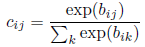 c_{ij} = \frac{\exp(b_{ij})}{\sum_k \exp(b_{ik})}